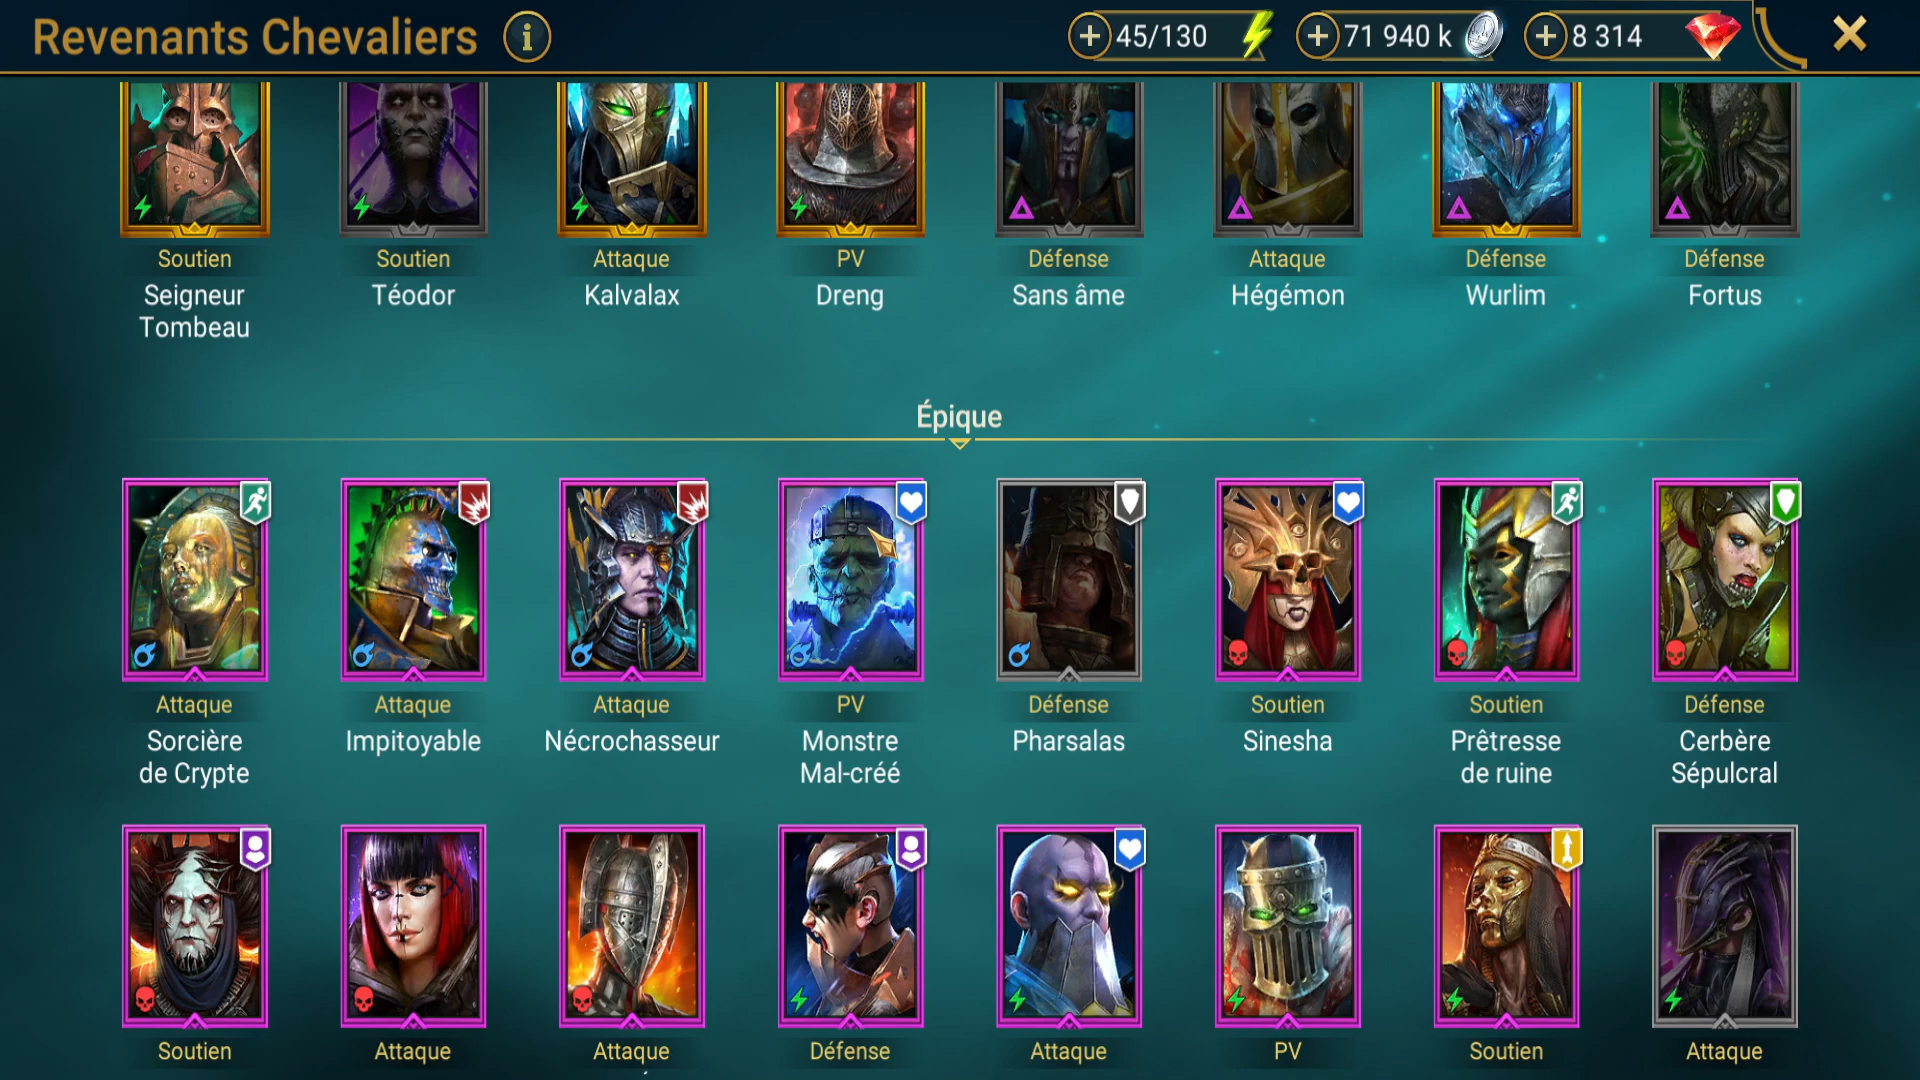 Revenants Chevaliers i 45/130 71 940 k 8 314
Soutien Soutien Attaque PV Défense Attaque Défense Défense
Seigneur Tombeau Téodor Kalvalax Dreng Sans âme Hégémon Wurlim Fortus
Épique
Attaque Attaque Attaque PV Défense Soutien Soutien Défense
Sorcière de Crypte Impitoyable Nécrochasseur Monstre Mal-créé Pharsalas Sinesha Prêtresse de ruine Cerbère Sépulcral
Soutien Attaque Attaque Défense Attaque PV Soutien Attaque